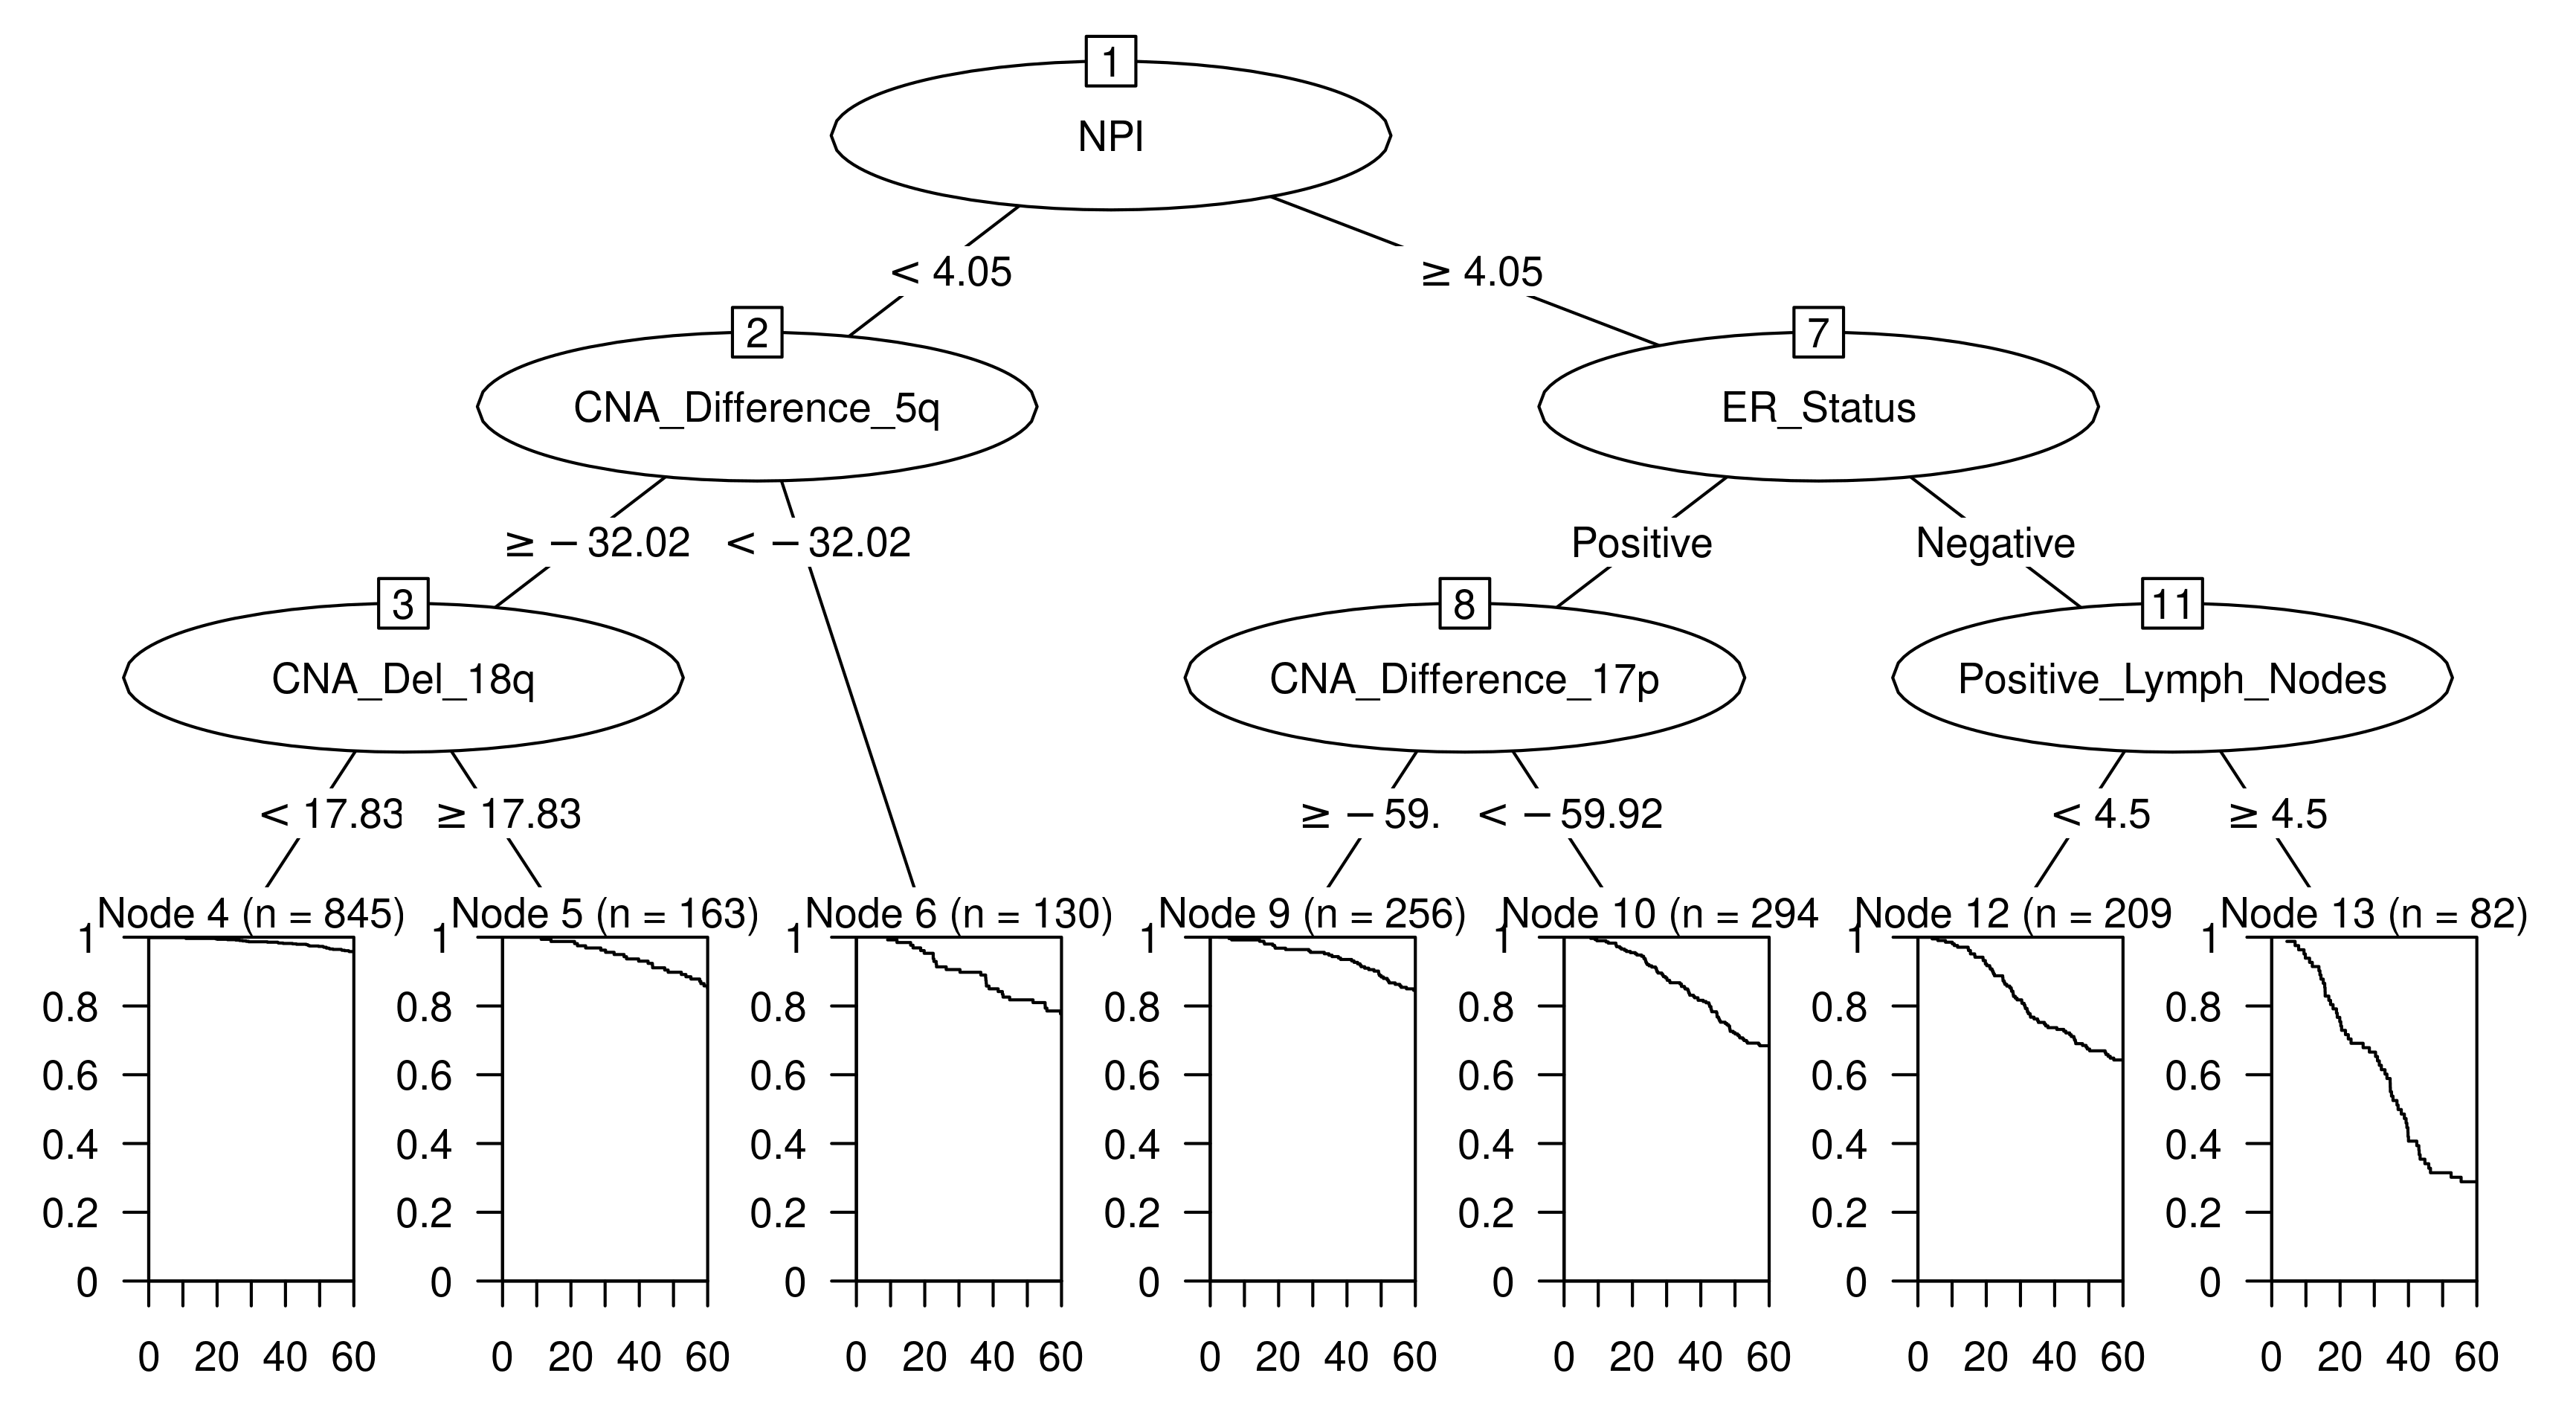 1
NPI
< 4.05 ≥ 4.05
2 7
CNA_Difference_5q ER_Status
≥ − 32.02 < − 32.02 Positive Negative
3 8 11
CNA_Del_18q CNA_Difference_17p Positive_Lymph_Nodes
< 17.83 ≥ 17.83 ≥ − 59. < − 59.92 < 4.5 ≥ 4.5
Node 4 (n = 845) Node 5 (n = 163) Node 6 (n = 130) Node 9 (n = 256) Node 10 (n = 294 Node 12 (n = 209 Node 13 (n = 82)
1 1 1 1 1 1 1
0.8 0.8 0.8 0.8 0.8 0.8 0.8
0.6 0.6 0.6 0.6 0.6 0.6 0.6
0.4 0.4 0.4 0.4 0.4 0.4 0.4
0.2 0.2 0.2 0.2 0.2 0.2 0.2
0 0 0 0 0 0 0
0 20 40 60 0 20 40 60 0 20 40 60 0 20 40 60 0 20 40 60 0 20 40 60 0 20 40 60